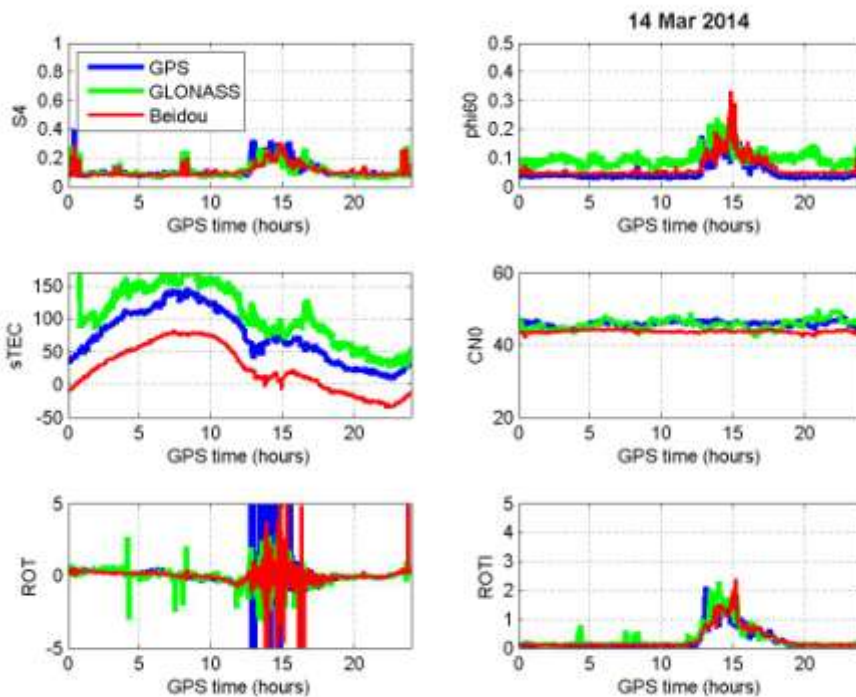 14 Mar 2014
1
0.8
0.6
0.4
0.2
0
S4
GPS
GLONASS
Beidou
0 5 10 15 20
GPS time (hours)
0.5
0.4
0.3
0.2
0.1
0
phi60
0 5 10 15 20
GPS time (hours)
150
100
50
0
-50
sTEC
0 5 10 15 20
GPS time (hours)
60
40
20
CN0
0 5 10 15 20
GPS time (hours)
5
0
-5
ROT
0 5 10 15 20
GPS time (hours)
5
4
3
2
1
0
ROTI
0 5 10 15 20
GPS time (hours)